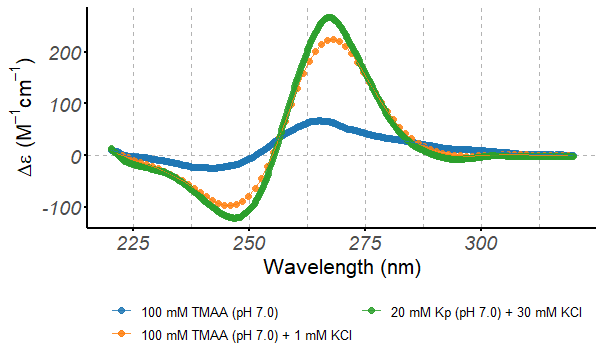 Δε (M⁻¹cm⁻¹)
200
100
0
-100
225 250 275 300
Wavelength (nm)
100 mM TMAA (pH 7.0)
20 mM Kp (pH 7.0) + 30 mM KCl
100 mM TMAA (pH 7.0) + 1 mM KCl